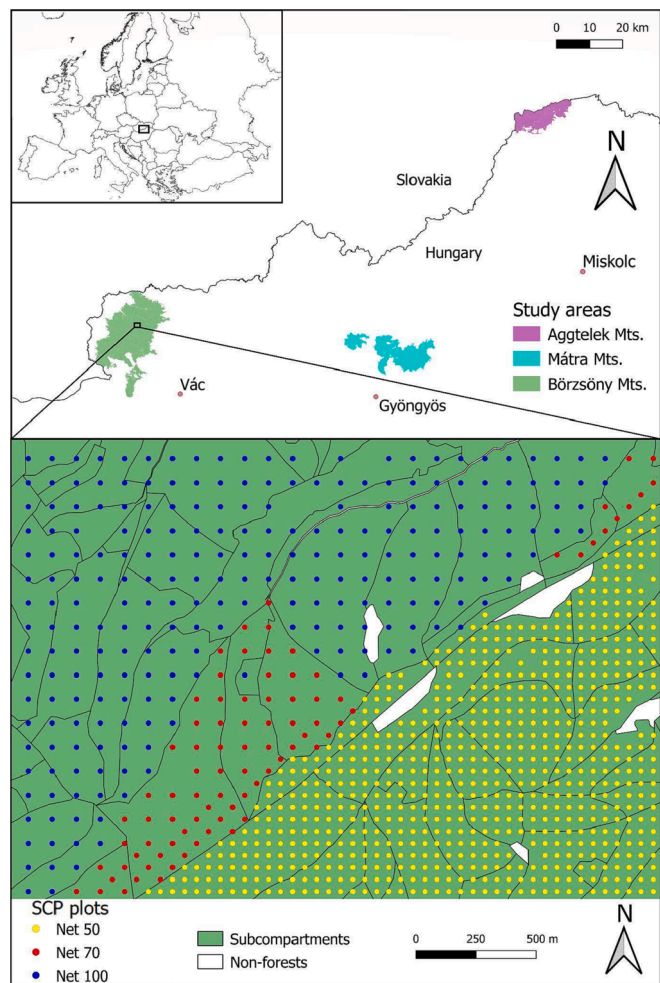 0 10 20 km
N
Slovakia
Hungary
Miskolc
Study areas
Aggtelek Mts.
Mátra Mts.
Börzsöny Mts.
Vác
Gyöngyös
SCP plots
Net 50
Net 70
Net 100
Subcompartments
Non-forests
0 250 500 m
N